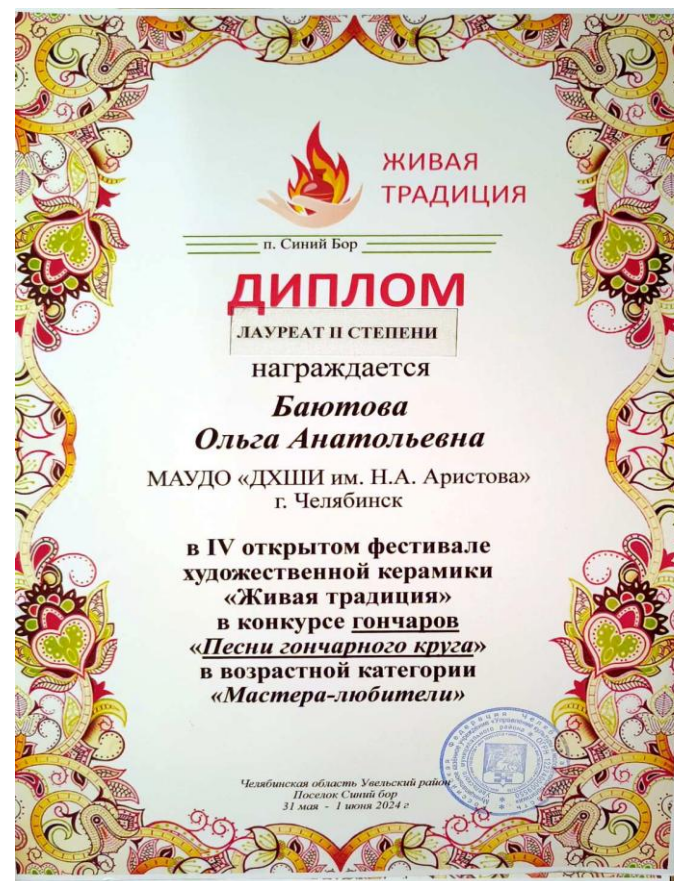 ЖИВАЯ
ТРАДИЦИЯ
п. Синий Бор
ДИПЛОМ
ЛАУРЕАТ II СТЕПЕНИ
награждается
Баютова
Ольга Анатольевна
МАУДО «ДХШИ им. Н.А. Аристова»
г. Челябинск
в IV открытом фестивале
художественной керамики
«Живая традиция»
в конкурсе гончаров
«Песни гончарного круга»
в возрастной категории
«Мастера-любители»
Челябинская область Увельский район
Поселок Синий бор
31 мая - 1 июня 2024 г